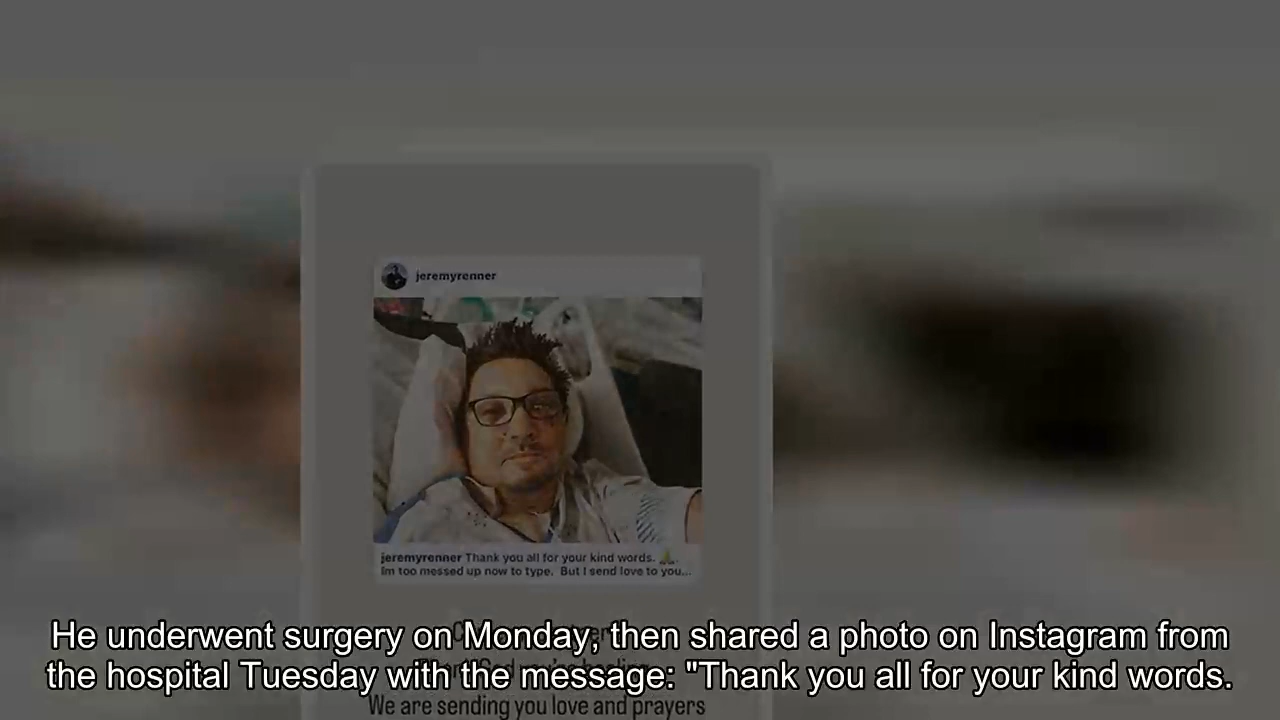 jeremyrenner
jeremyrenner Thank you all for your kind words. 🙏.
Im too messed up now to type. But I send love to you...
He underwent surgery on Monday, then shared a photo on Instagram from
the hospital Tuesday with the message: "Thank you all for your kind words.
We are sending you love and prayers